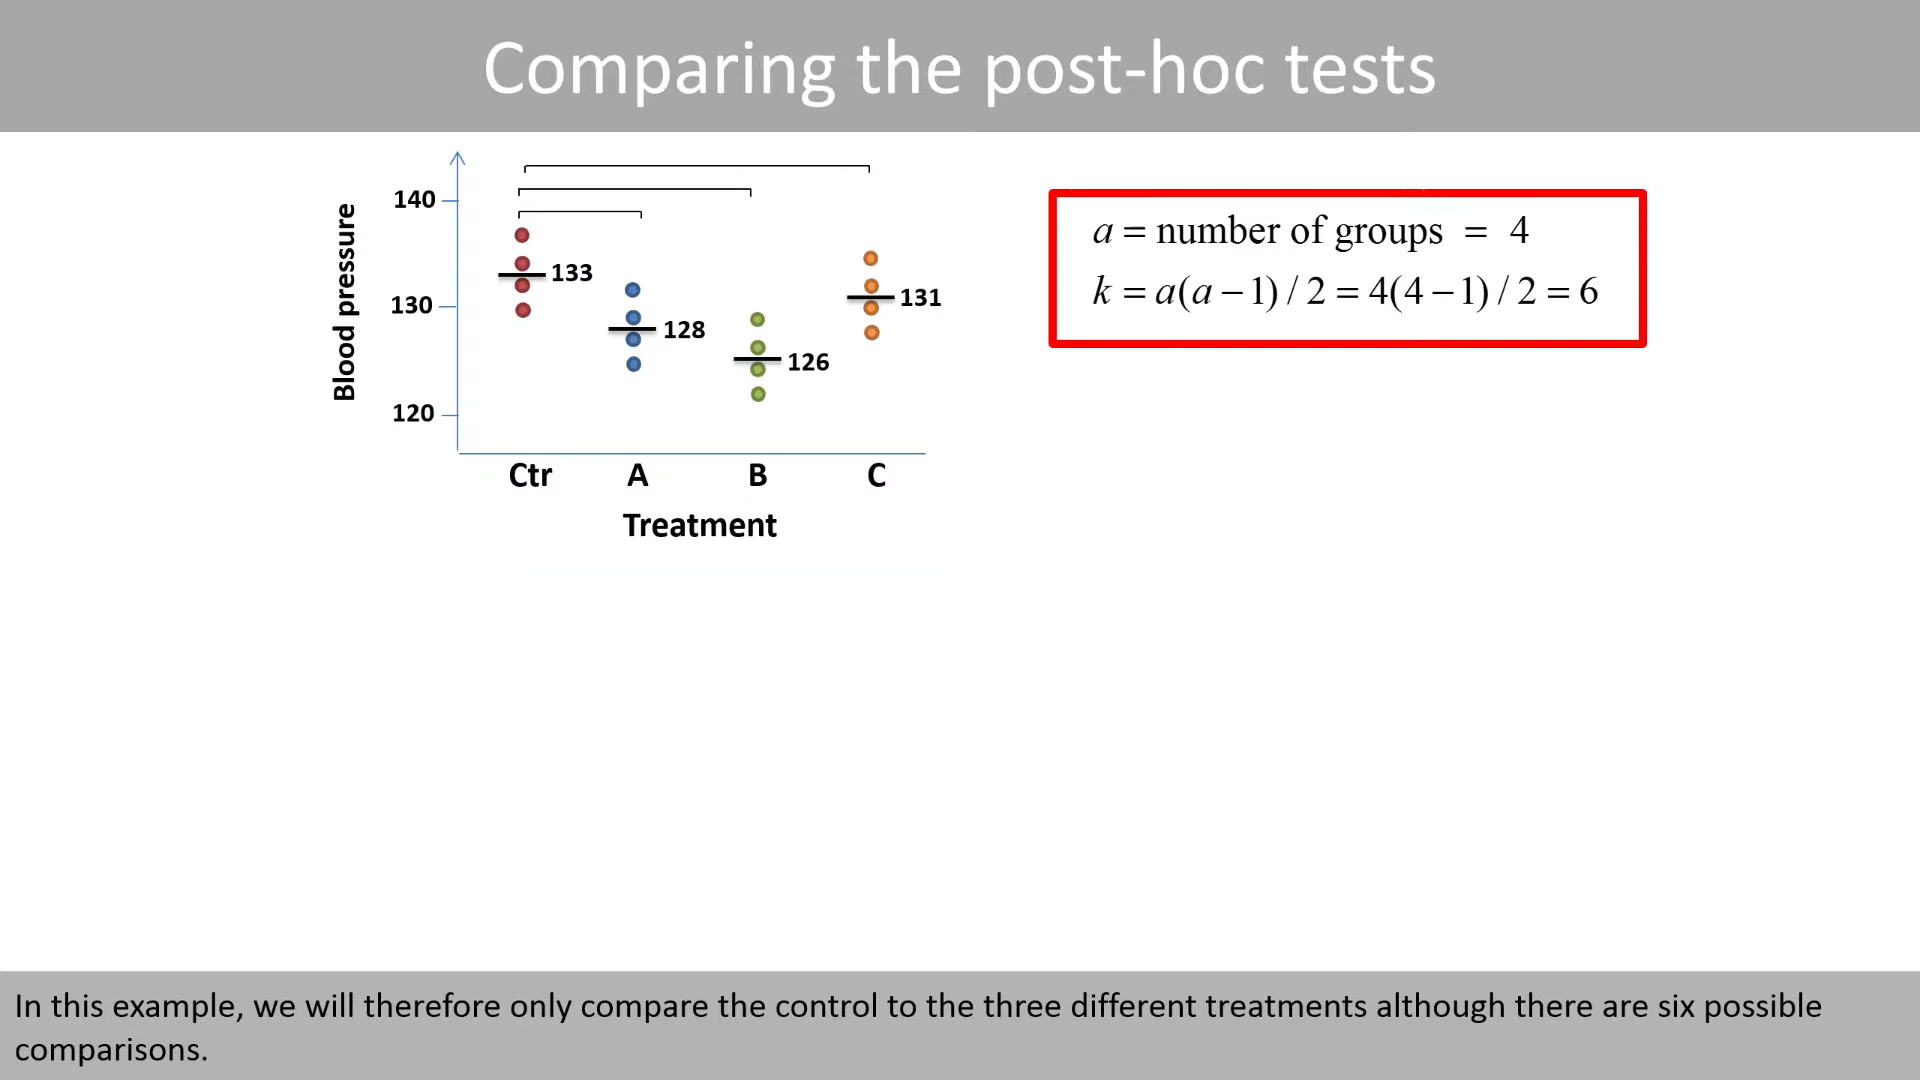 Comparing the post-hoc tests
140
130
120
Blood pressure
133
128
126
131
Ctr A B C
Treatment
a = number of groups = 4
k = a(a − 1) / 2 = 4(4 − 1) / 2 = 6
In this example, we will therefore only compare the control to the three different treatments although there are six possible
comparisons.